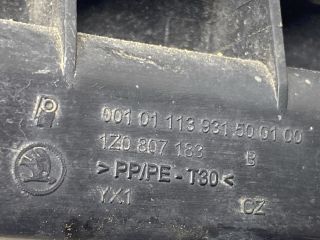 001 01 113 931 50 01 00
1Z0 807 183 B
>PP/PE-T30<
YX1 CZ